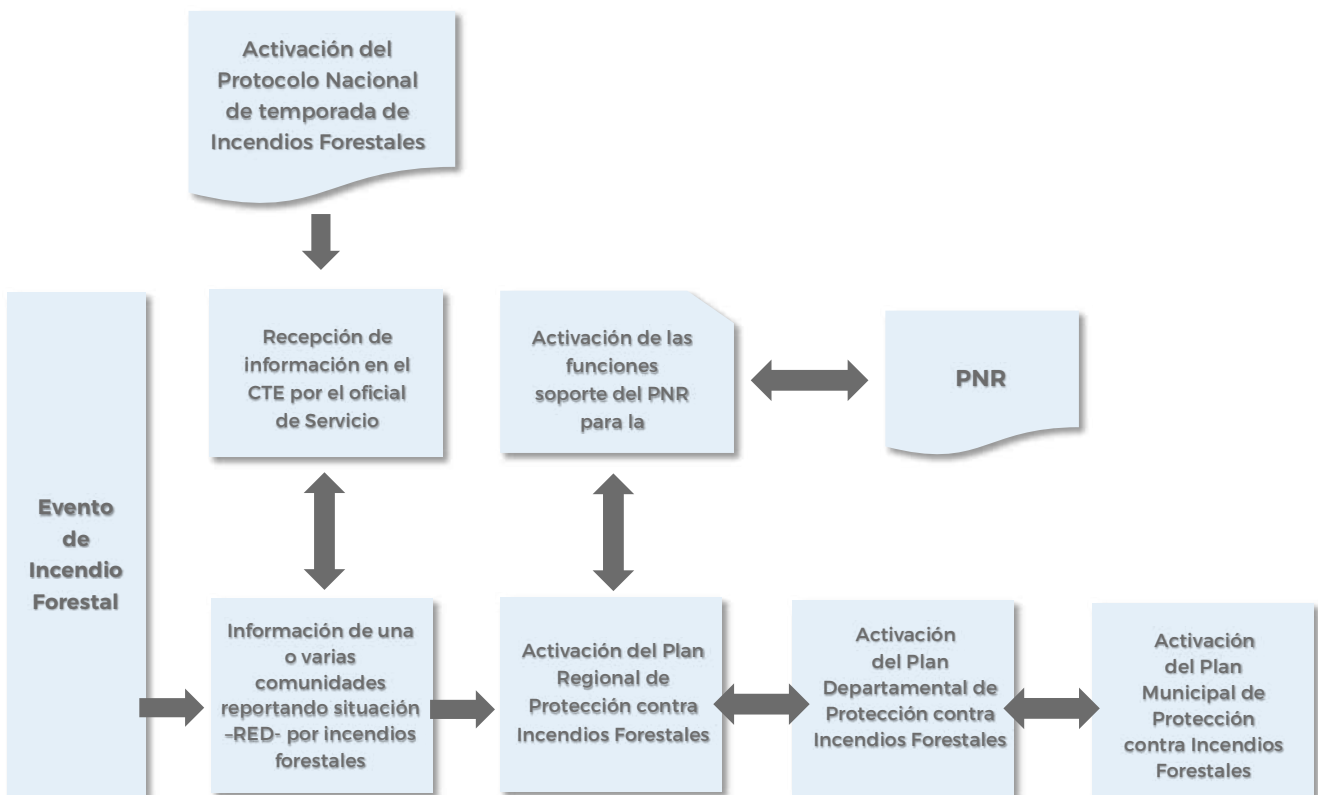 Activación del
Protocolo Nacional
de temporada de
Incendios Forestales
Recepción de
información en el
CTE por el oficial
de Servicio
Activación de las
funciones
soporte del PNR
para la
PNR
Evento
de
Incendio
Forestal
Información de una
o varias
comunidades
reportando situación
–RED- por incendios
forestales
Activación del Plan
Regional de
Protección contra
Incendios Forestales
Activación
del Plan
Departamental de
Protección contra
Incendios Forestales
Activación
del Plan
Municipal de
Protección
contra Incendios
Forestales